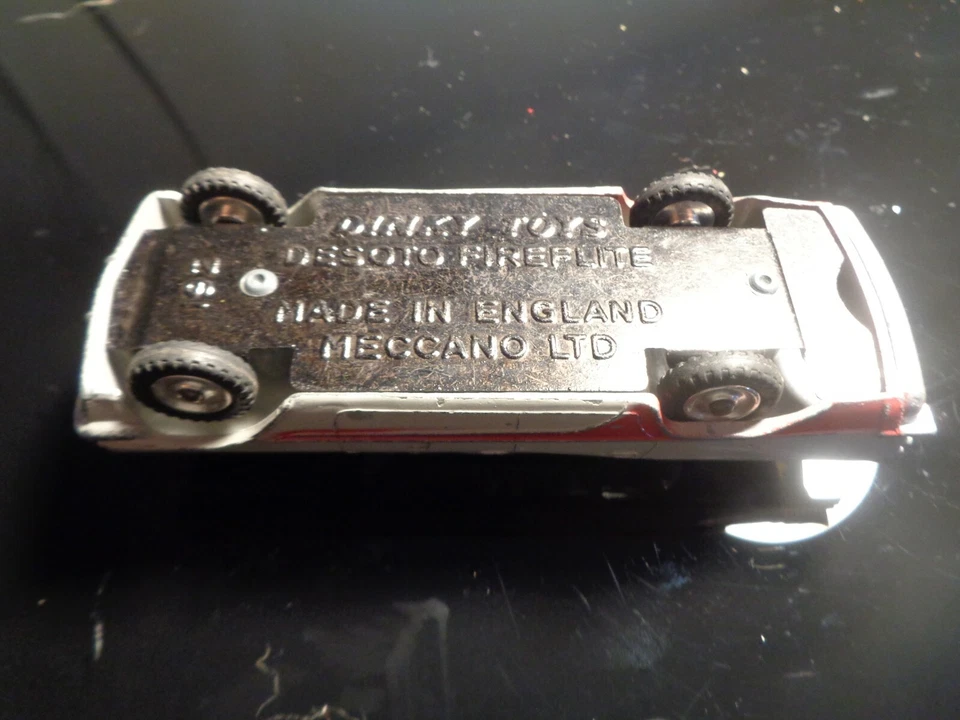 DINKY TOYS
DESOTO FIREFLITE
MADE IN ENGLAND
MECCANO LTD